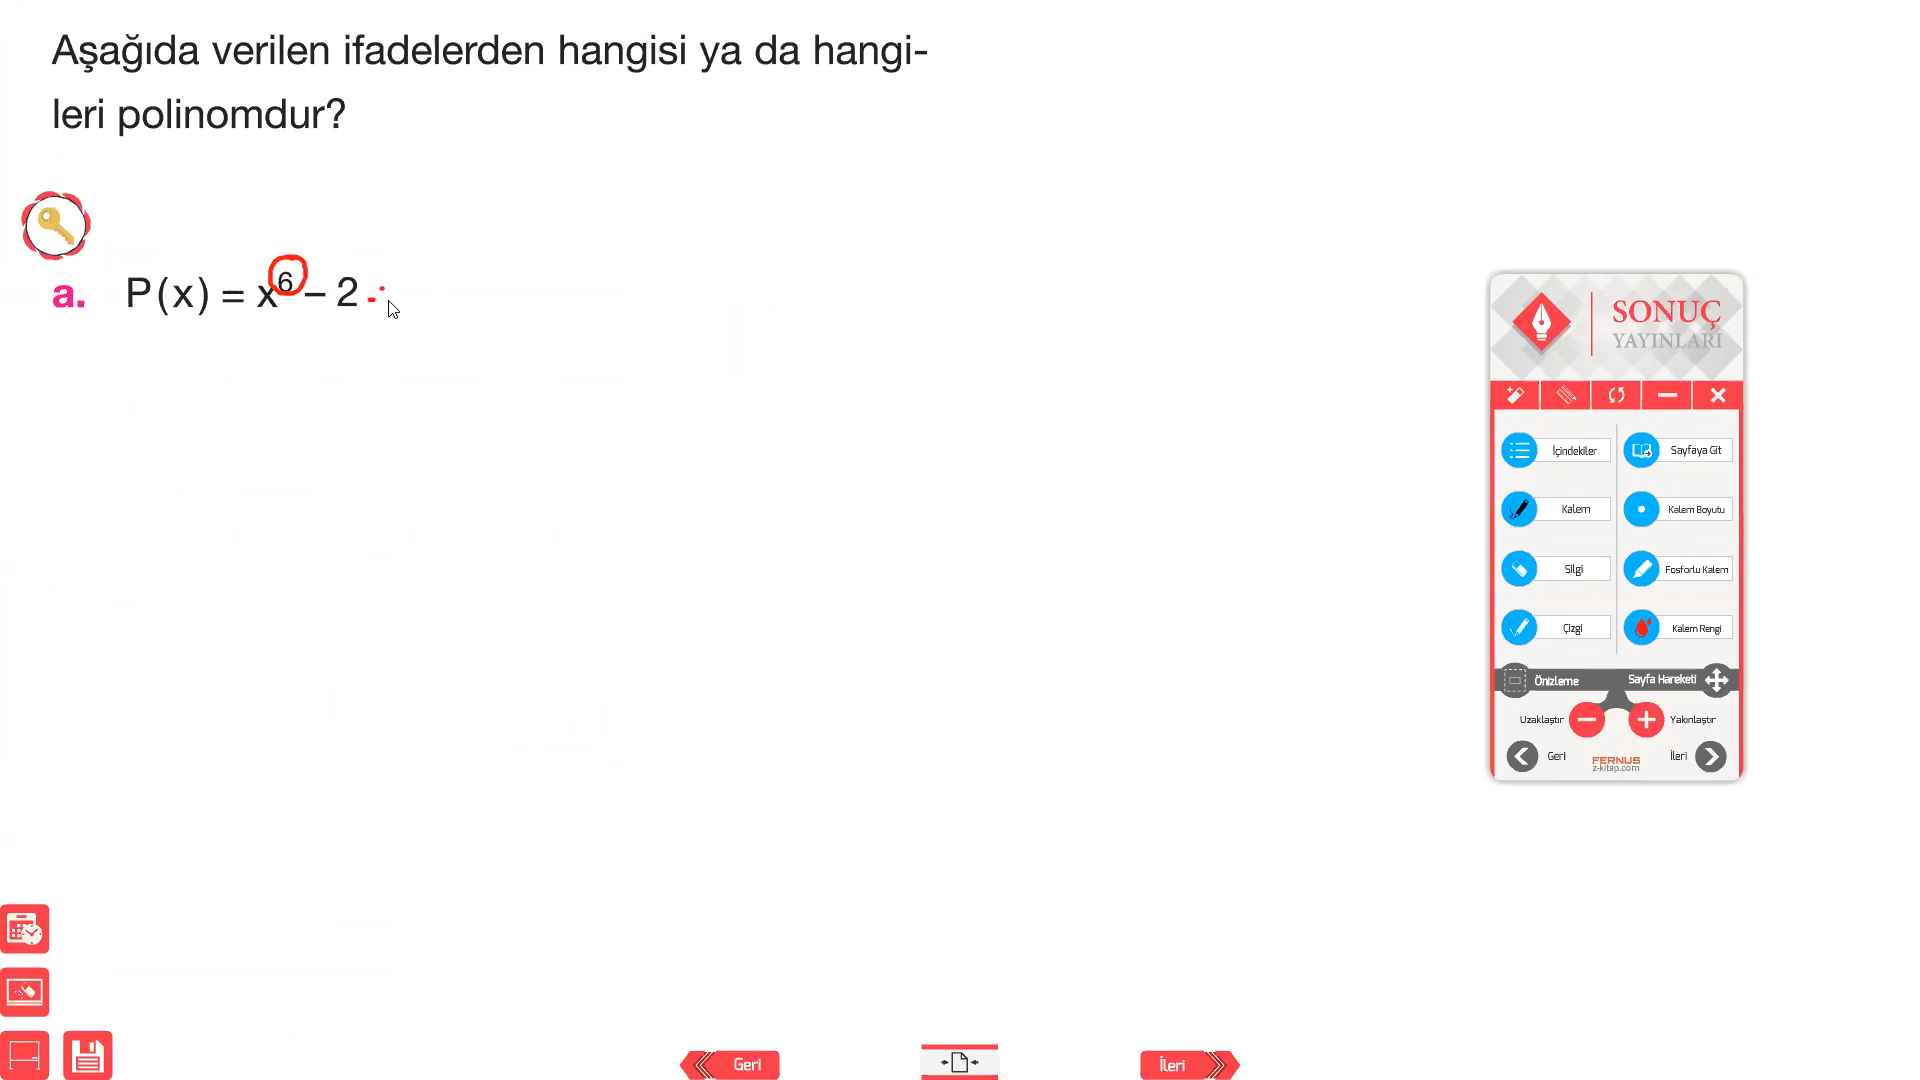 Aşağıda verilen ifadelerden hangisi ya da hangi-
leri polinomdur?
a. P(x) = x⁶ – 2
SONUÇ
YAYINLARI
İçindekiler
Sayfaya Git
Kalem
Kalem Boyutu
Silgi
Fosforlu Kalem
Çizgi
Kalem Rengi
Önizleme
Sayfa Hareketi
Uzaklaştır
Yakınlaştır
Geri
FERNUS
z-kitap.com
İleri
Geri
İleri